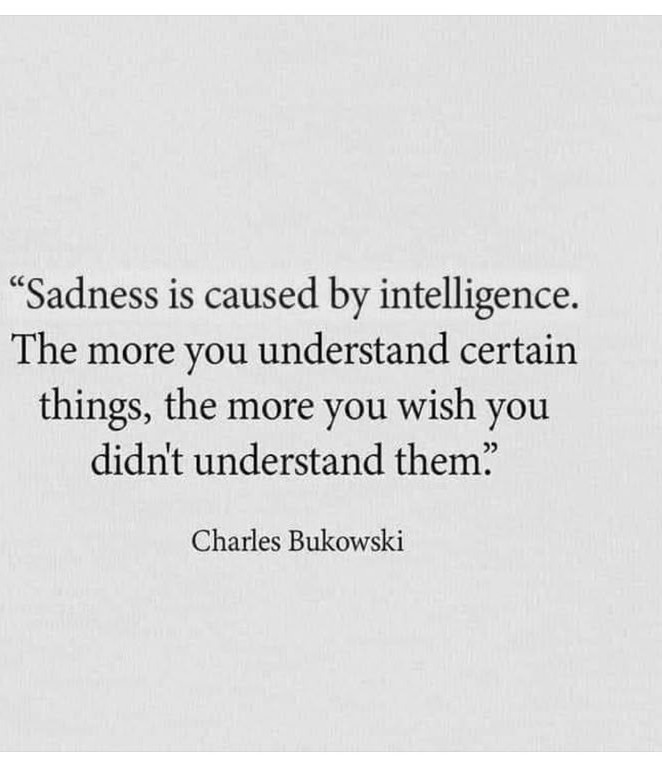 “Sadness is caused by intelligence.
The more you understand certain
things, the more you wish you
didn't understand them.”
Charles Bukowski